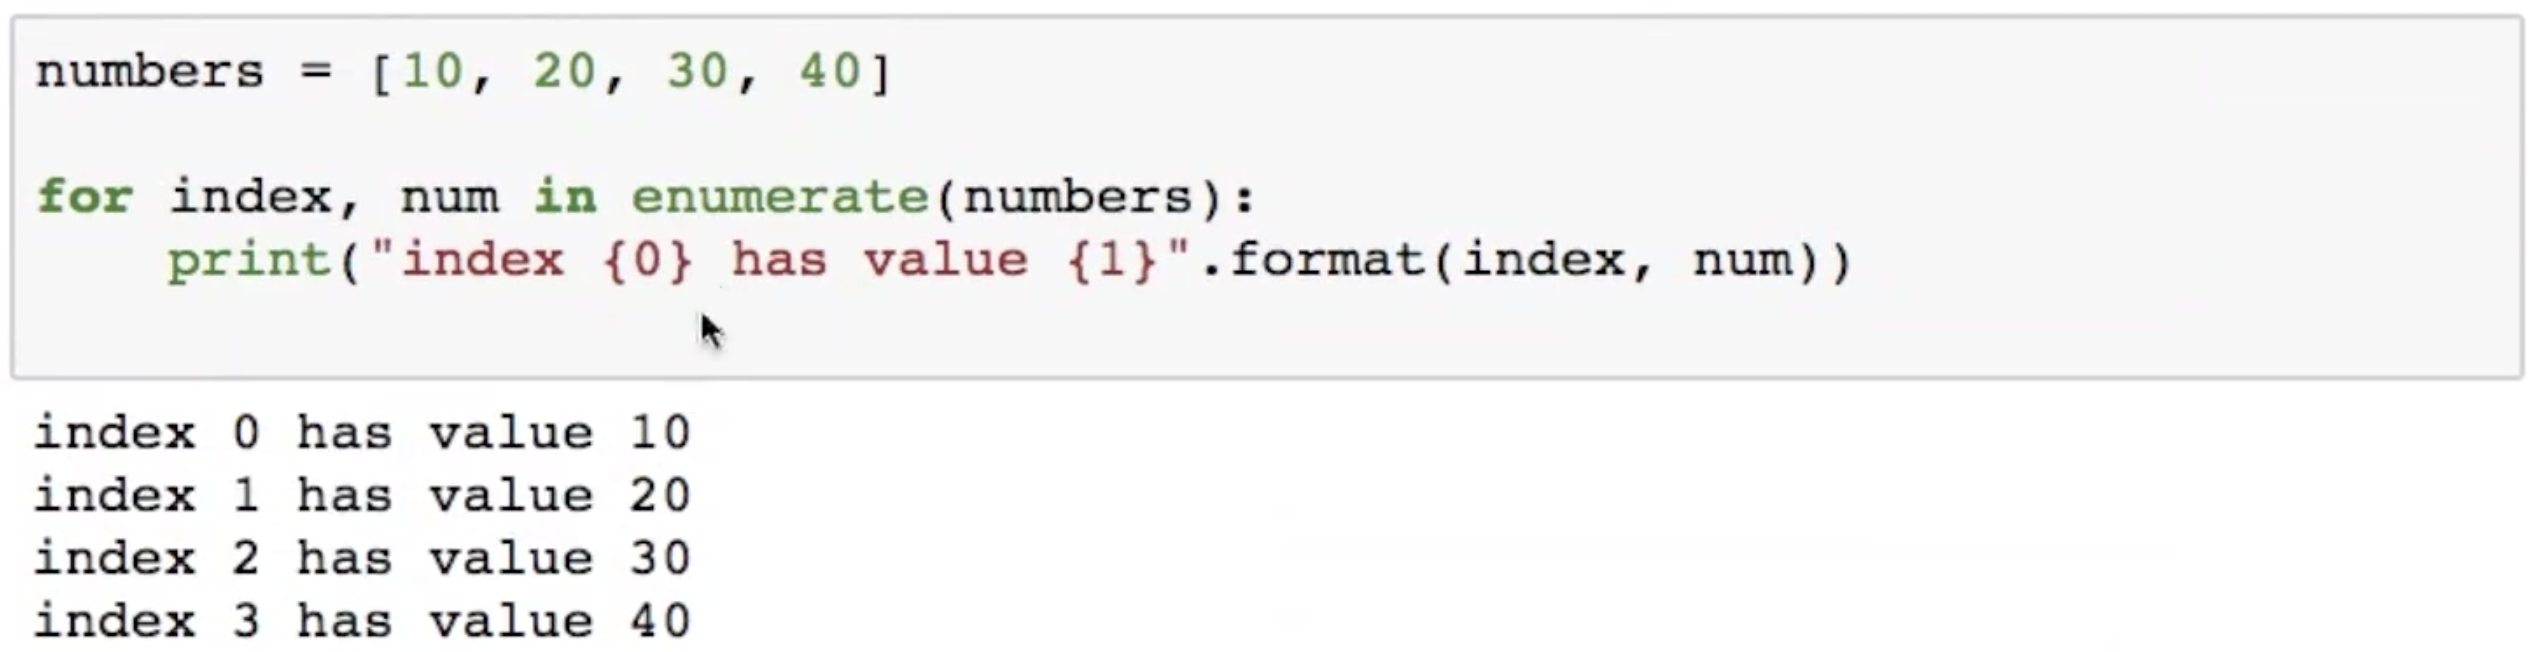 numbers = [10, 20, 30, 40]
for index, num in enumerate(numbers):
    print("index {0} has value {1}".format(index, num))
index 0 has value 10
index 1 has value 20
index 2 has value 30
index 3 has value 40